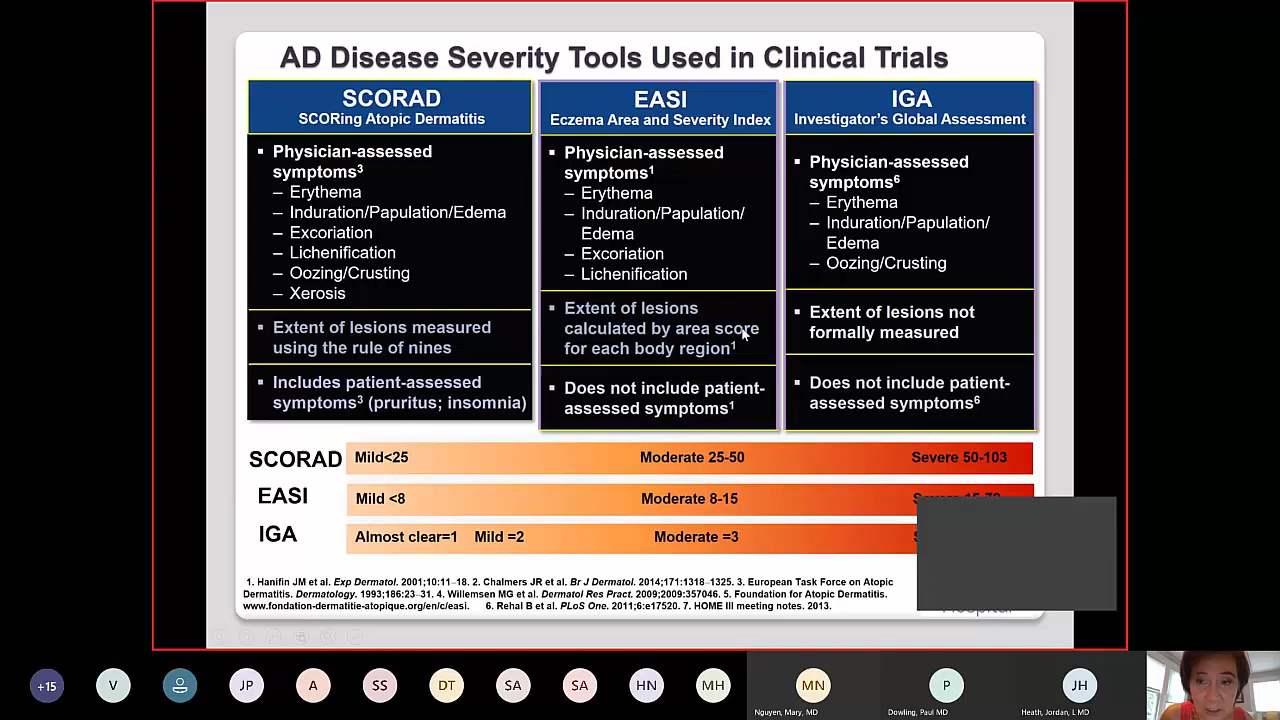 AD Disease Severity Tools Used in Clinical Trials
SCORAD
SCORing Atopic Dermatitis
▪ Physician-assessed
symptoms³
– Erythema
– Induration/Papulation/Edema
– Excoriation
– Lichenification
– Oozing/Crusting
– Xerosis
▪ Extent of lesions measured
using the rule of nines
▪ Includes patient-assessed
symptoms³ (pruritus; insomnia)
EASI
Eczema Area and Severity Index
▪ Physician-assessed
symptoms¹
– Erythema
– Induration/Papulation/
Edema
– Excoriation
– Lichenification
▪ Extent of lesions
calculated by area score
for each body region¹
▪ Does not include patient-
assessed symptoms¹
IGA
Investigator's Global Assessment
▪ Physician-assessed
symptoms⁶
– Erythema
– Induration/Papulation/
Edema
– Oozing/Crusting
▪ Extent of lesions not
formally measured
▪ Does not include patient-
assessed symptoms⁶
SCORAD Mild<25 Moderate 25-50 Severe 50-103
EASI Mild <8 Moderate 8-15
IGA Almost clear=1 Mild =2 Moderate =3
1. Hanifin JM et al. Exp Dermatol. 2001;10:11–18. 2. Chalmers JR et al. Br J Dermatol. 2014;171:1318–1325. 3. European Task Force on Atopic
Dermatitis. Dermatology. 1993;186:23–31. 4. Willemsen MG et al. Dermatol Res Pract. 2009;2009:357046. 5. Foundation for Atopic Dermatitis.
www.fondation-dermatitie-atopique.org/en/c/easi. 6. Rehal B et al. PLoS One. 2011;6:e17520. 7. HOME III meeting notes. 2013.
+15 V JP A SS DT SA SA HN MH MN P JH
Nguyen, Mary, MD Dowling, Paul MD Heath, Jordan, L MD